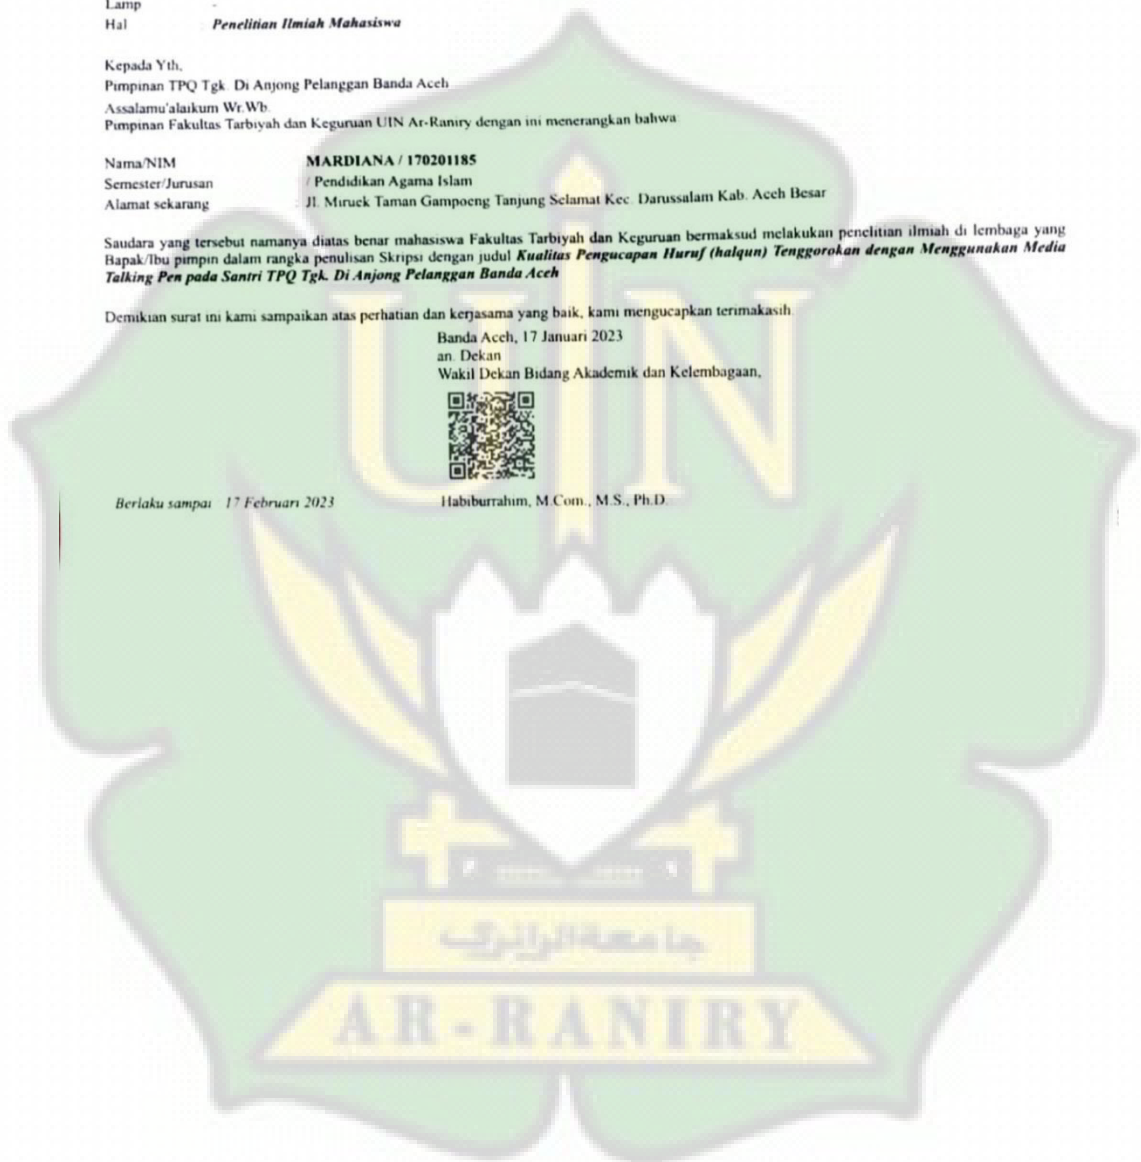 Lamp -
Hal Penelitian Ilmiah Mahasiswa
Kepada Yth,
Pimpinan TPQ Tgk. Di Anjong Pelanggan Banda Aceh
Assalamu'alaikum Wr.Wb.
Pimpinan Fakultas Tarbiyah dan Keguruan UIN Ar-Raniry dengan ini menerangkan bahwa
Nama/NIM MARDIANA / 170201185
Semester/Jurusan / Pendidikan Agama Islam
Alamat sekarang Jl. Miruek Taman Gampoeng Tanjung Selamat Kec. Darussalam Kab. Aceh Besar
Saudara yang tersebut namanya diatas benar mahasiswa Fakultas Tarbiyah dan Keguruan bermaksud melakukan penelitian ilmiah di lembaga yang
Bapak/Ibu pimpin dalam rangka penulisan Skripsi dengan judul Kualitas Pengucapan Huruf (halqun) Tenggorokan dengan Menggunakan Media
Talking Pen pada Santri TPQ Tgk. Di Anjong Pelanggan Banda Aceh
Demikian surat ini kami sampaikan atas perhatian dan kerjasama yang baik, kami mengucapkan terimakasih.
Banda Aceh, 17 Januari 2023
an. Dekan
Wakil Dekan Bidang Akademik dan Kelembagaan,
Berlaku sampai 17 Februari 2023
Habiburrahim, M.Com., M.S., Ph.D.
UIN
جامعة الرانري
AR-RANIRY